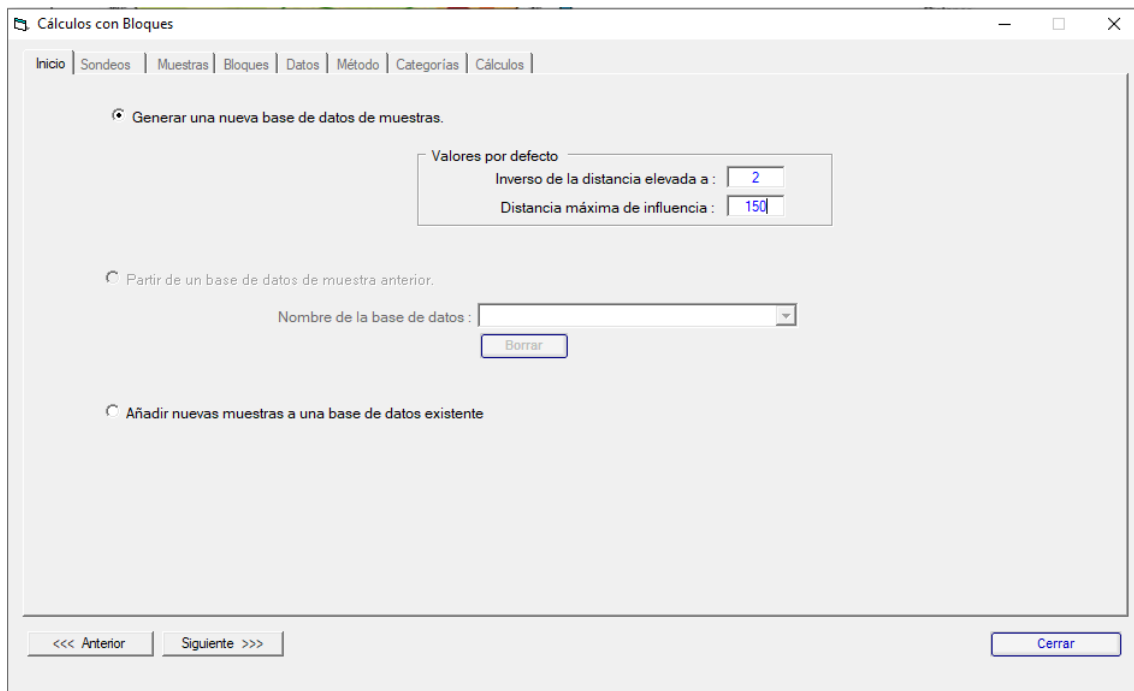 Cálculos con Bloques
Inicio Sondeos Muestras Bloques Datos Método Categorías Cálculos
Generar una nueva base de datos de muestras.
Valores por defecto
Inverso de la distancia elevada a : 2
Distancia máxima de influencia : 150
Partir de un base de datos de muestra anterior.
Nombre de la base de datos :
Borrar
Añadir nuevas muestras a una base de datos existente
<<< Anterior Siguiente >>> Cerrar